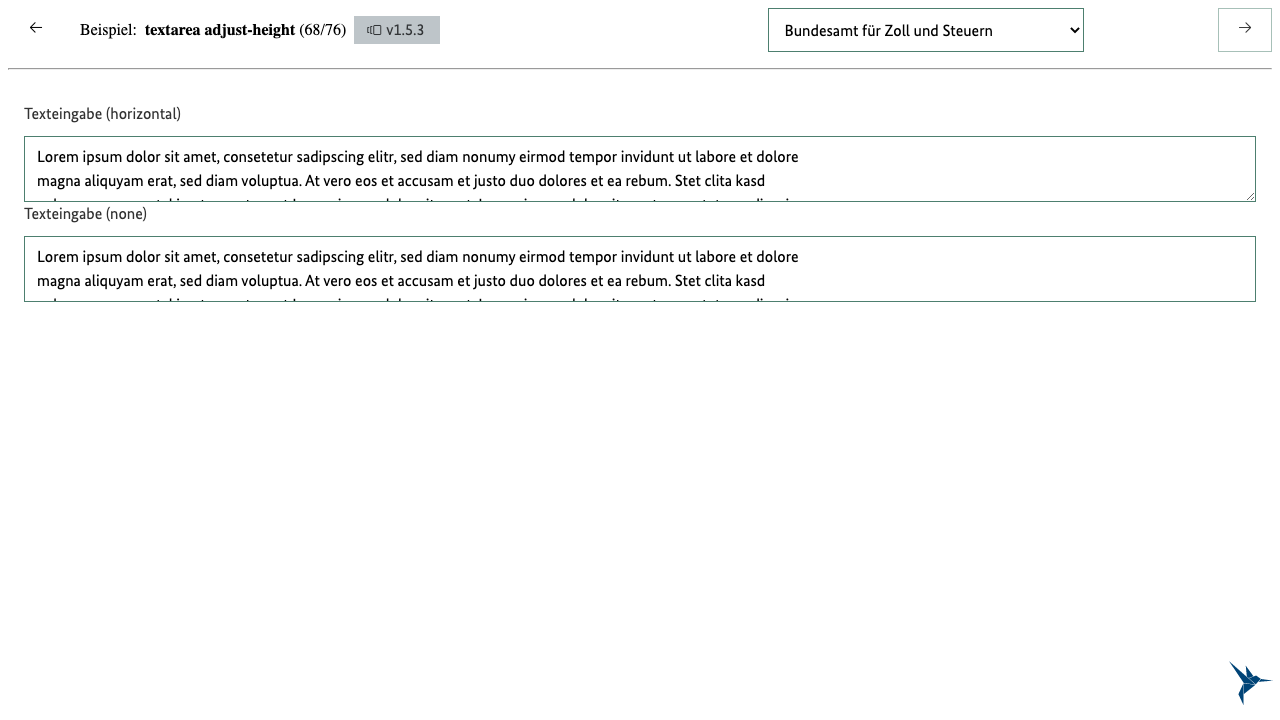 Beispiel: textarea adjust-height (68/76) v1.5.3
Bundesamt für Zoll und Steuern
Texteingabe (horizontal)
Lorem ipsum dolor sit amet, consetetur sadipscing elitr, sed diam nonumy eirmod tempor invidunt ut labore et dolore
magna aliquyam erat, sed diam voluptua. At vero eos et accusam et justo duo dolores et ea rebum. Stet clita kasd
Texteingabe (none)
Lorem ipsum dolor sit amet, consetetur sadipscing elitr, sed diam nonumy eirmod tempor invidunt ut labore et dolore
magna aliquyam erat, sed diam voluptua. At vero eos et accusam et justo duo dolores et ea rebum. Stet clita kasd